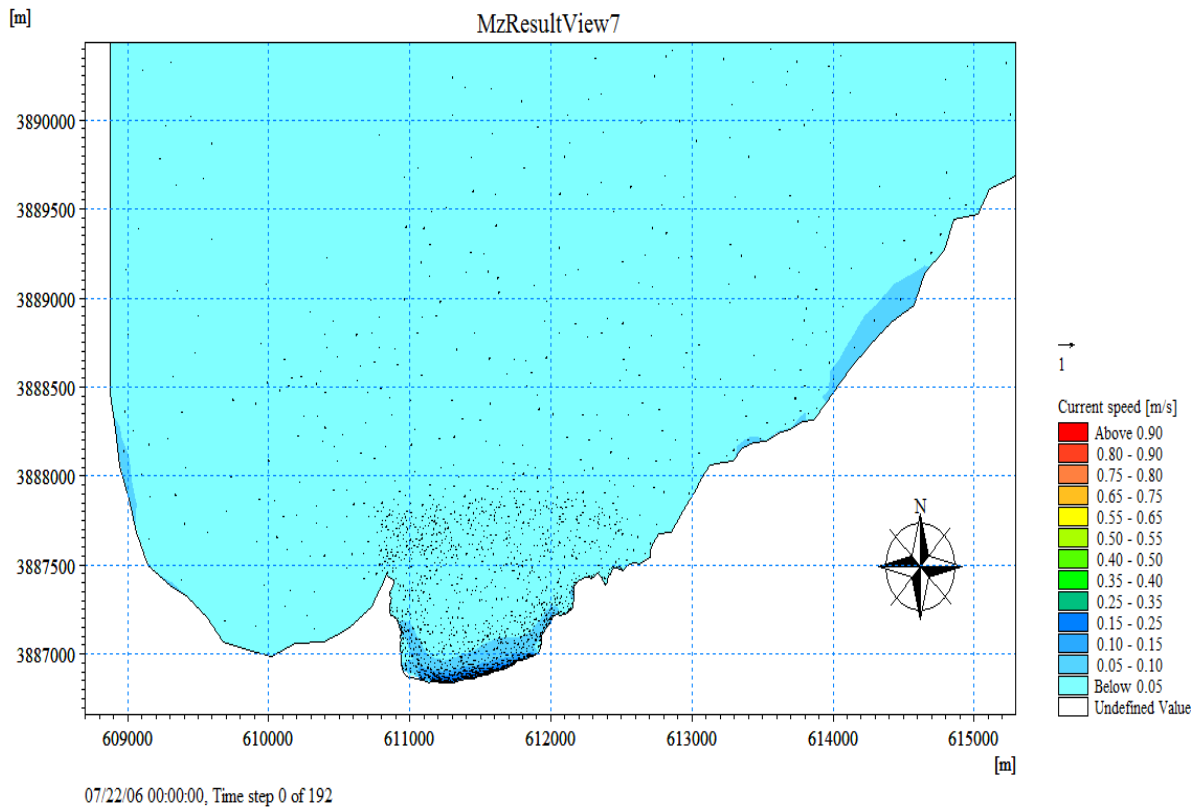 [m]
MzResultView7
3890000
3889500
3889000
3888500
3888000
3887500
3887000
609000 610000 611000 612000 613000 614000 615000
[m]
1
Current speed [m/s]
Above 0.90
0.80 - 0.90
0.75 - 0.80
0.65 - 0.75
0.55 - 0.65
0.50 - 0.55
0.40 - 0.50
0.35 - 0.40
0.25 - 0.35
0.15 - 0.25
0.10 - 0.15
0.05 - 0.10
Below 0.05
Undefined Value
N
07/22/06 00:00:00, Time step 0 of 192